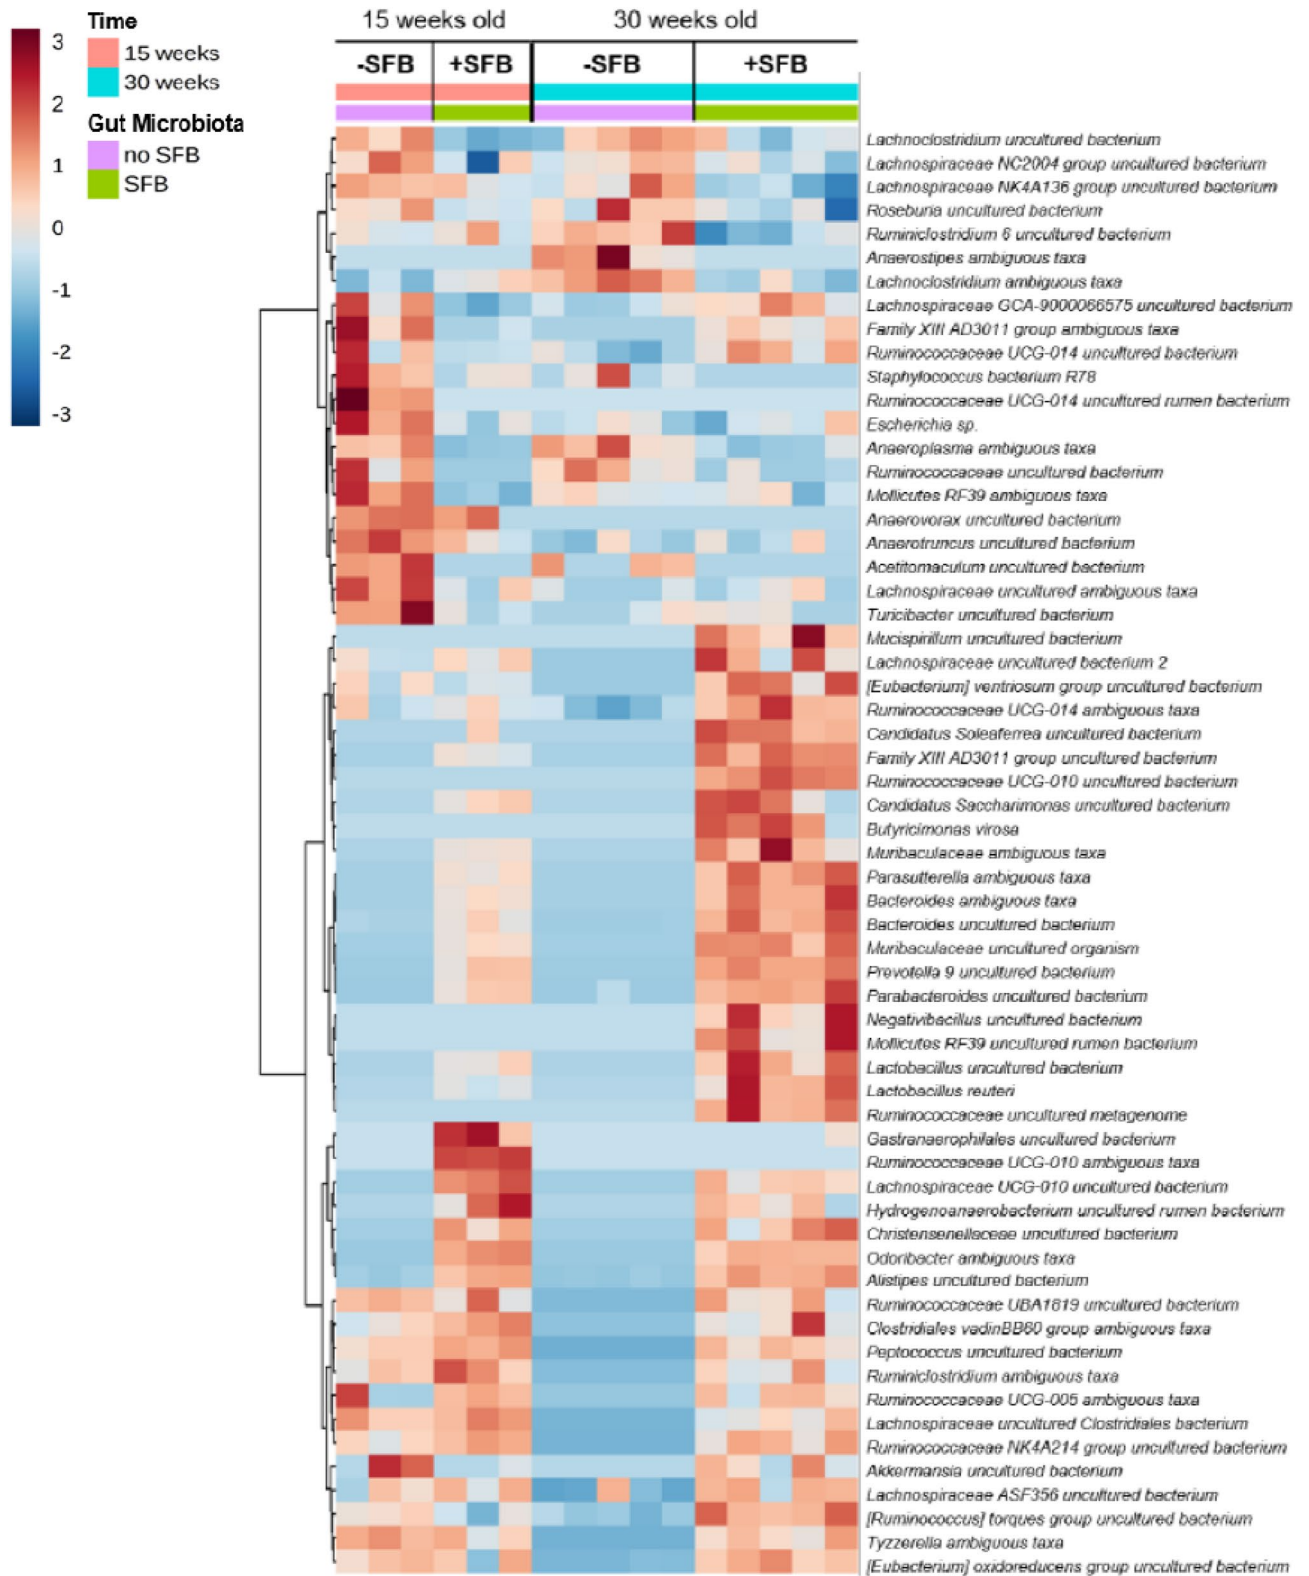 15 weeks old 30 weeks old
-SFB +SFB -SFB +SFB
3
2
1
0
-1
-2
-3
Time
15 weeks
30 weeks
Gut Microbiota
no SFB
SFB
Lachnoclostridium uncultured bacterium
Lachnospiraceae NC2004 group uncultured bacterium
Lachnospiraceae NK4A136 group uncultured bacterium
Roseburia uncultured bacterium
Ruminiclostridium 6 uncultured bacterium
Anaerostipes ambiguous taxa
Lachnoclostridium ambiguous taxa
Lachnospiraceae GCA-9000066575 uncultured bacterium
Family XIII AD3011 group ambiguous taxa
Ruminococcaceae UCG-014 uncultured bacterium
Staphylococcus bacterium R78
Ruminococcaceae UCG-014 uncultured rumen bacterium
Escherichia sp.
Anaeroplasma ambiguous taxa
Ruminococcaceae uncultured bacterium
Mollicutes RF39 ambiguous taxa
Anaerovorax uncultured bacterium
Anaerotruncus uncultured bacterium
Acetitomaculum uncultured bacterium
Lachnospiraceae uncultured ambiguous taxa
Turicibacter uncultured bacterium
Mucispirillum uncultured bacterium
Lachnospiraceae uncultured bacterium 2
[Eubacterium] ventriosum group uncultured bacterium
Ruminococcaceae UCG-014 ambiguous taxa
Candidatus Soleaferrea uncultured bacterium
Family XIII AD3011 group uncultured bacterium
Ruminococcaceae UCG-010 uncultured bacterium
Candidatus Saccharimonas uncultured bacterium
Butyricimonas virosa
Muribaculaceae ambiguous taxa
Parasutterella ambiguous taxa
Bacteroides ambiguous taxa
Bacteroides uncultured bacterium
Muribaculaceae uncultured organism
Prevotella 9 uncultured bacterium
Parabacteroides uncultured bacterium
Negativibacillus uncultured bacterium
Mollicutes RF39 uncultured rumen bacterium
Lactobacillus uncultured bacterium
Lactobacillus reuteri
Ruminococcaceae uncultured metagenome
Gastranaerophilales uncultured bacterium
Ruminococcaceae UCG-010 ambiguous taxa
Lachnospiraceae UCG-010 uncultured bacterium
Hydrogenoanaerobacterium uncultured rumen bacterium
Christensenellaceae uncultured bacterium
Odoribacter ambiguous taxa
Alistipes uncultured bacterium
Ruminococcaceae UBA1819 uncultured bacterium
Clostridiales vadinBB60 group ambiguous taxa
Peptococcus uncultured bacterium
Ruminiclostridium ambiguous taxa
Ruminococcaceae UCG-005 ambiguous taxa
Lachnospiraceae uncultured Clostridiales bacterium
Ruminococcaceae NK4A214 group uncultured bacterium
Akkermansia uncultured bacterium
Lachnospiraceae ASF356 uncultured bacterium
[Ruminococcus] torques group uncultured bacterium
Tyzzerella ambiguous taxa
[Eubacterium] oxidoreducens group uncultured bacterium